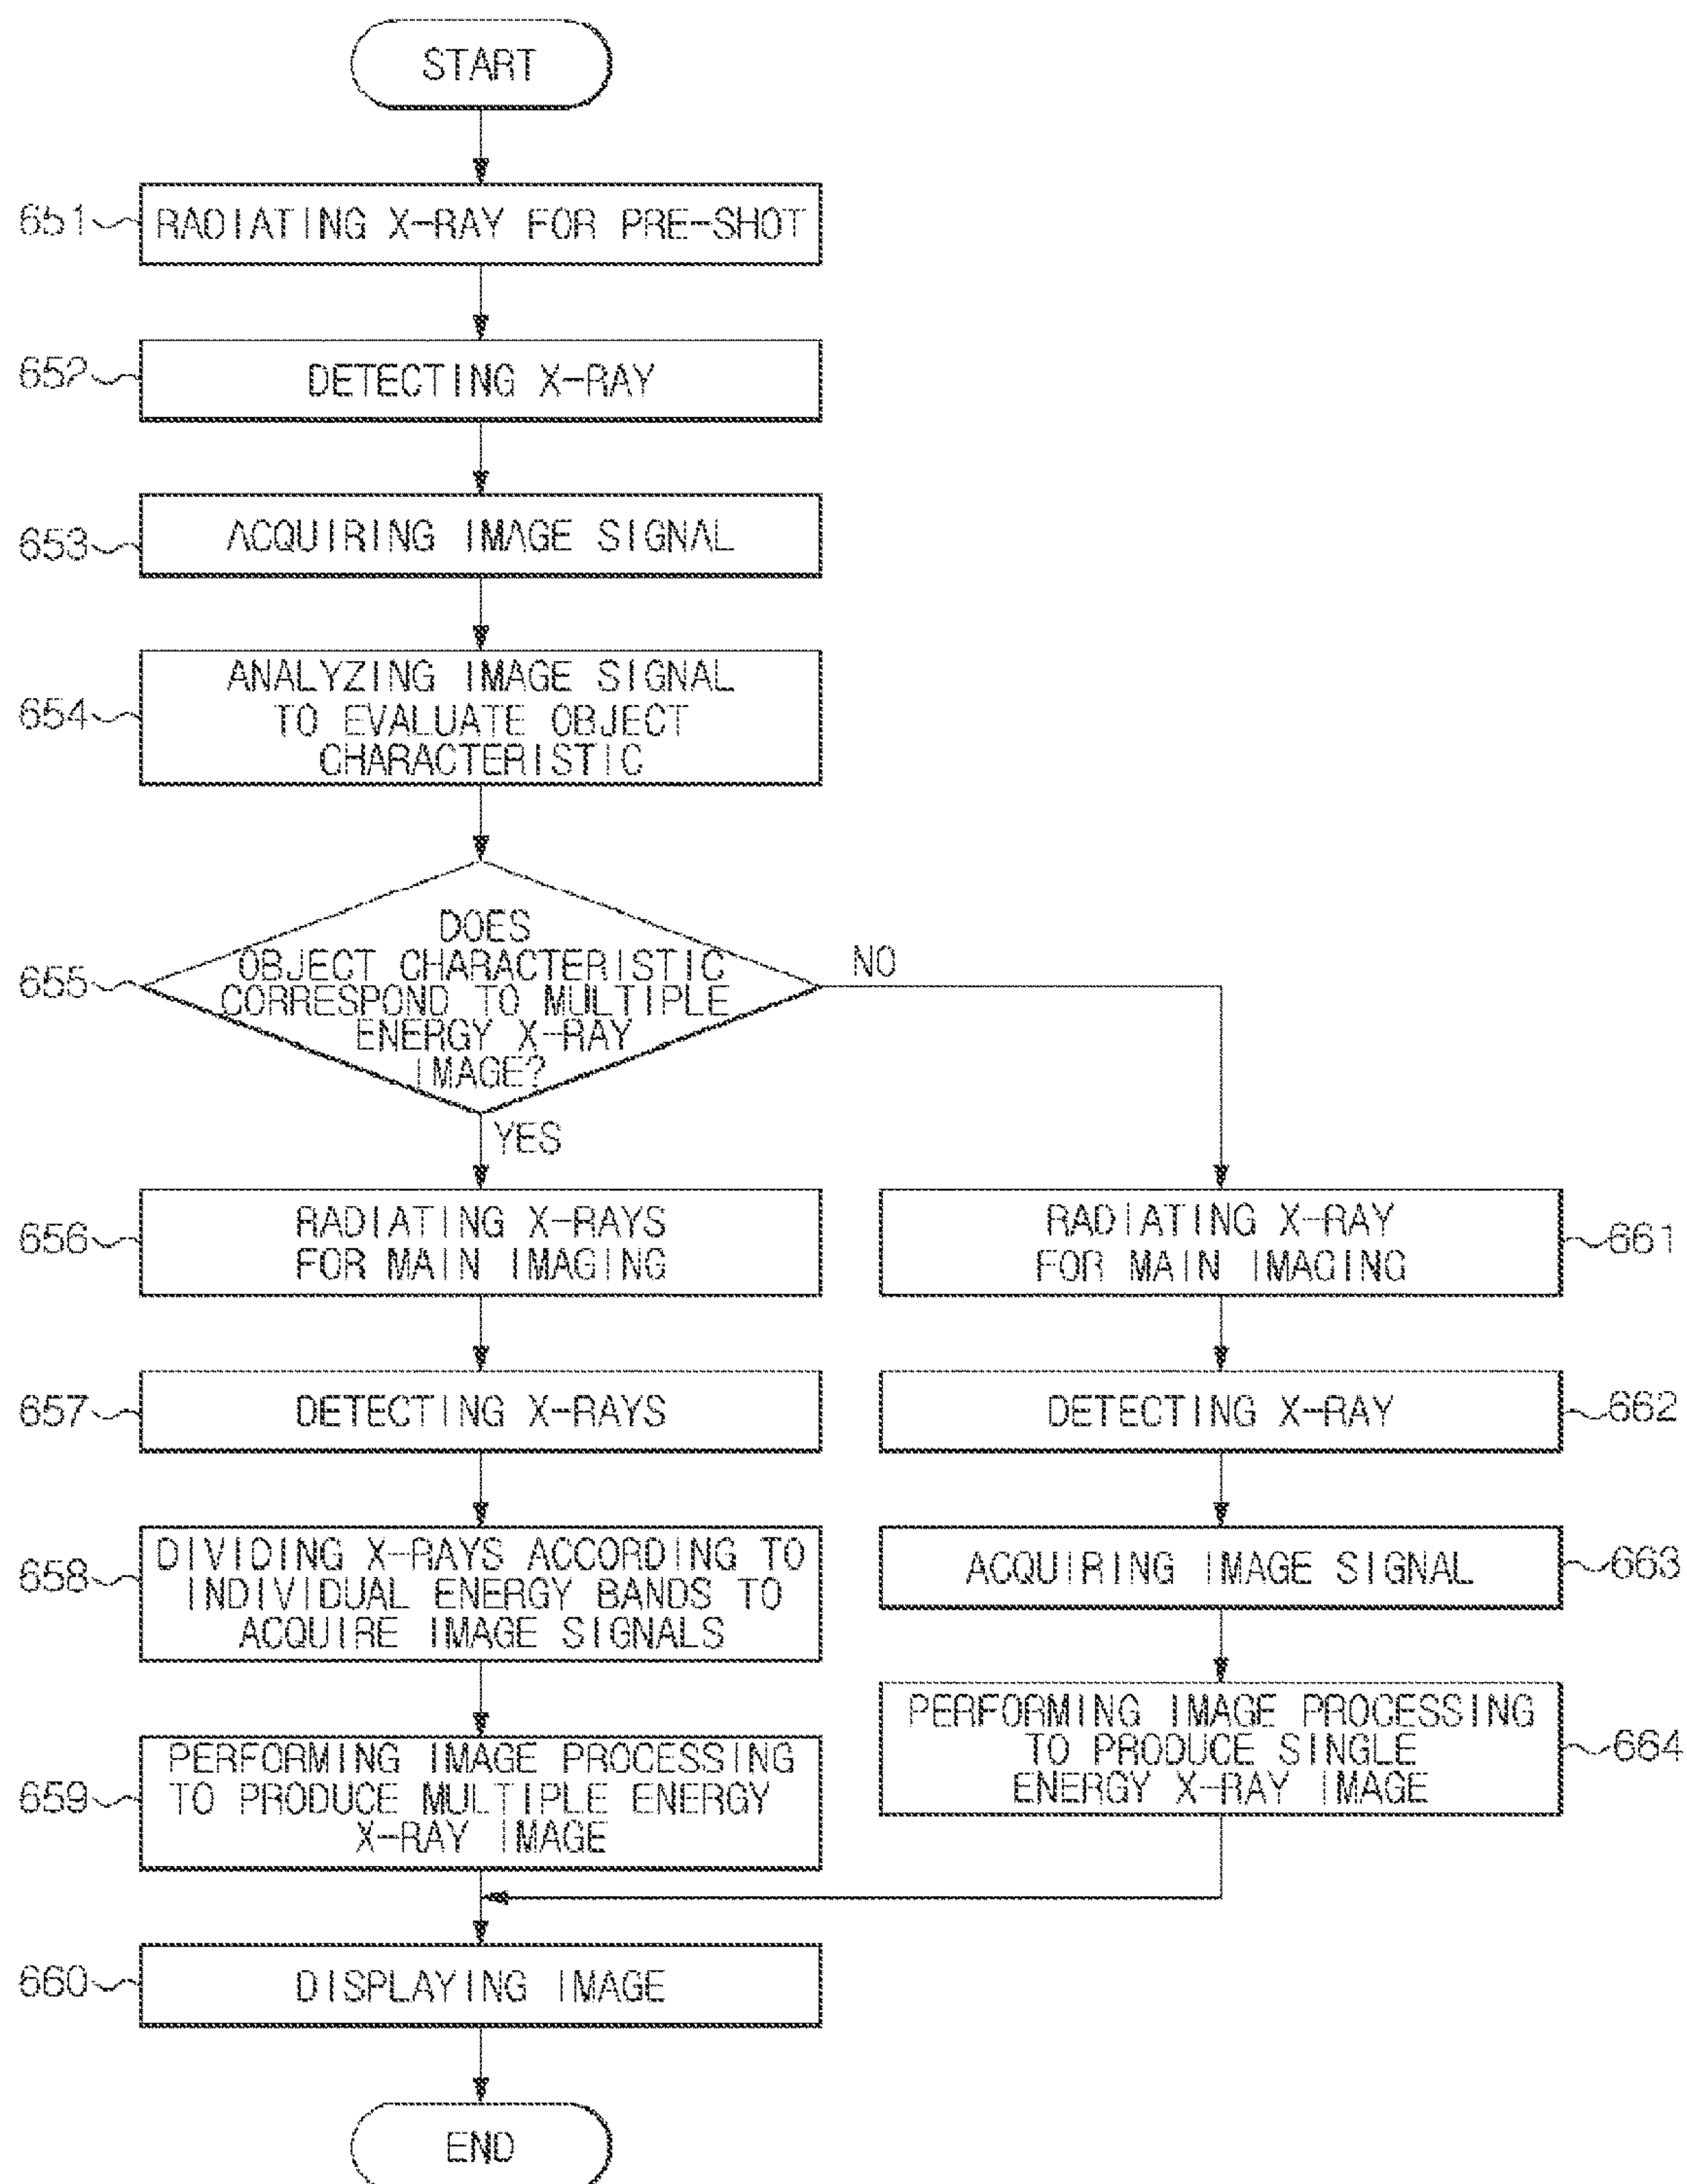 START
651
RADIATING X-RAY FOR PRE-SHOT
652
DETECTING X-RAY
653
ACQUIRING IMAGE SIGNAL
654
ANALYZING IMAGE SIGNAL
TO EVALUATE OBJECT
CHARACTERISTIC
655
DOES
OBJECT CHARACTERISTIC
CORRESPOND TO MULTIPLE
ENERGY X-RAY
IMAGE?
NO
YES
656
RADIATING X-RAYS
FOR MAIN IMAGING
657
DETECTING X-RAYS
658
DIVIDING X-RAYS ACCORDING TO
INDIVIDUAL ENERGY BANDS TO
ACQUIRE IMAGE SIGNALS
659
PERFORMING IMAGE PROCESSING
TO PRODUCE MULTIPLE ENERGY
X-RAY IMAGE
RADIATING X-RAY
FOR MAIN IMAGING
661
DETECTING X-RAY
662
ACQUIRING IMAGE SIGNAL
663
PERFORMING IMAGE PROCESSING
TO PRODUCE SINGLE
ENERGY X-RAY IMAGE
664
660
DISPLAYING IMAGE
END